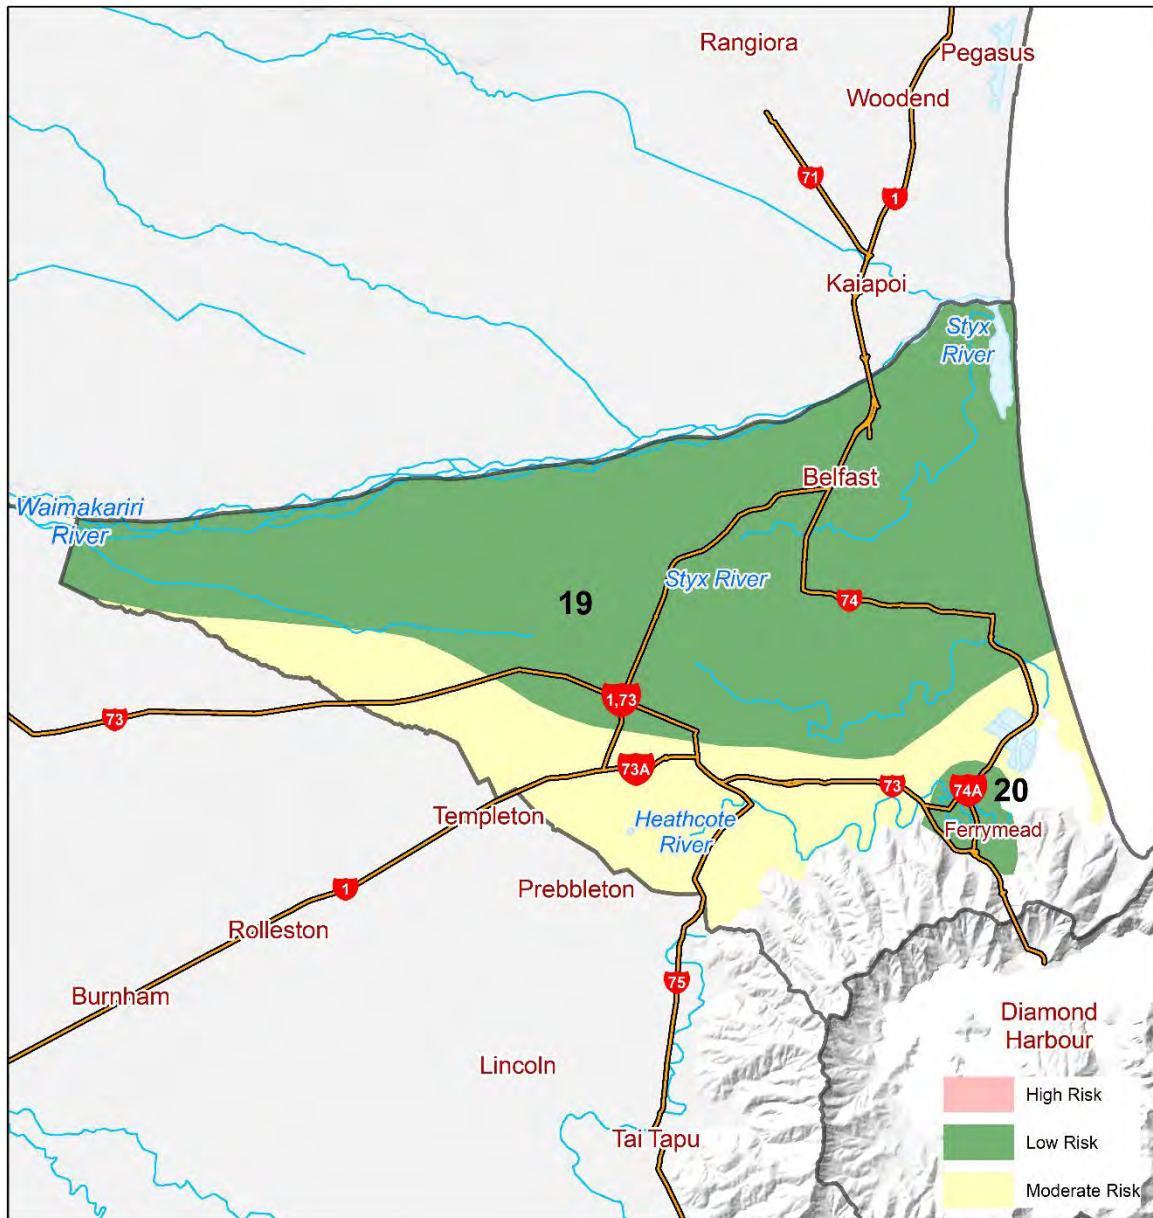 Rangiora
Pegasus
Woodend
71
1
Kaiapoi
Styx
River
Belfast
Waimakariri
River
Styx River
19
74
1,73
73
73A
73
74A
20
Templeton
Heathcote
River
Ferrymead
1
Prebbleton
Rolleston
75
Burnham
Diamond
Harbour
Lincoln
High Risk
Tai Tapu
Low Risk
Moderate Risk